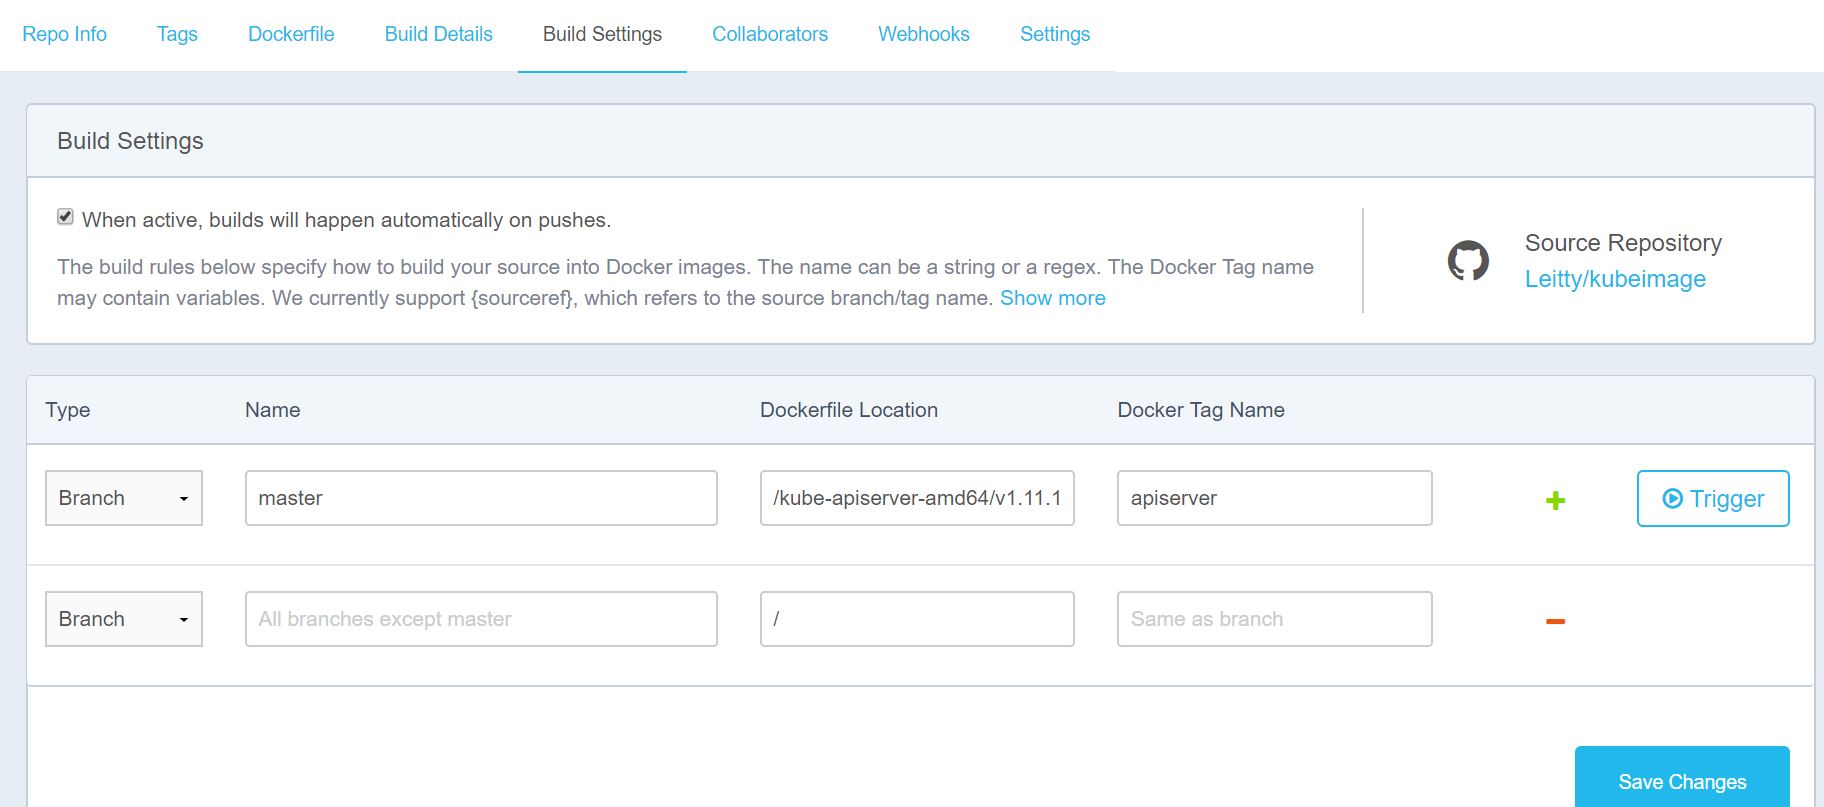 Repo Info Tags Dockerfile Build Details Build Settings Collaborators Webhooks Settings
Build Settings
When active, builds will happen automatically on pushes.
The build rules below specify how to build your source into Docker images. The name can be a string or a regex. The Docker Tag name
may contain variables. We currently support {sourceref}, which refers to the source branch/tag name. Show more
Source Repository
Leitty/kubeimage
Type Name Dockerfile Location Docker Tag Name
Branch master /kube-apiserver-amd64/v1.11.1 apiserver Trigger
Branch All branches except master / Same as branch
Save Changes